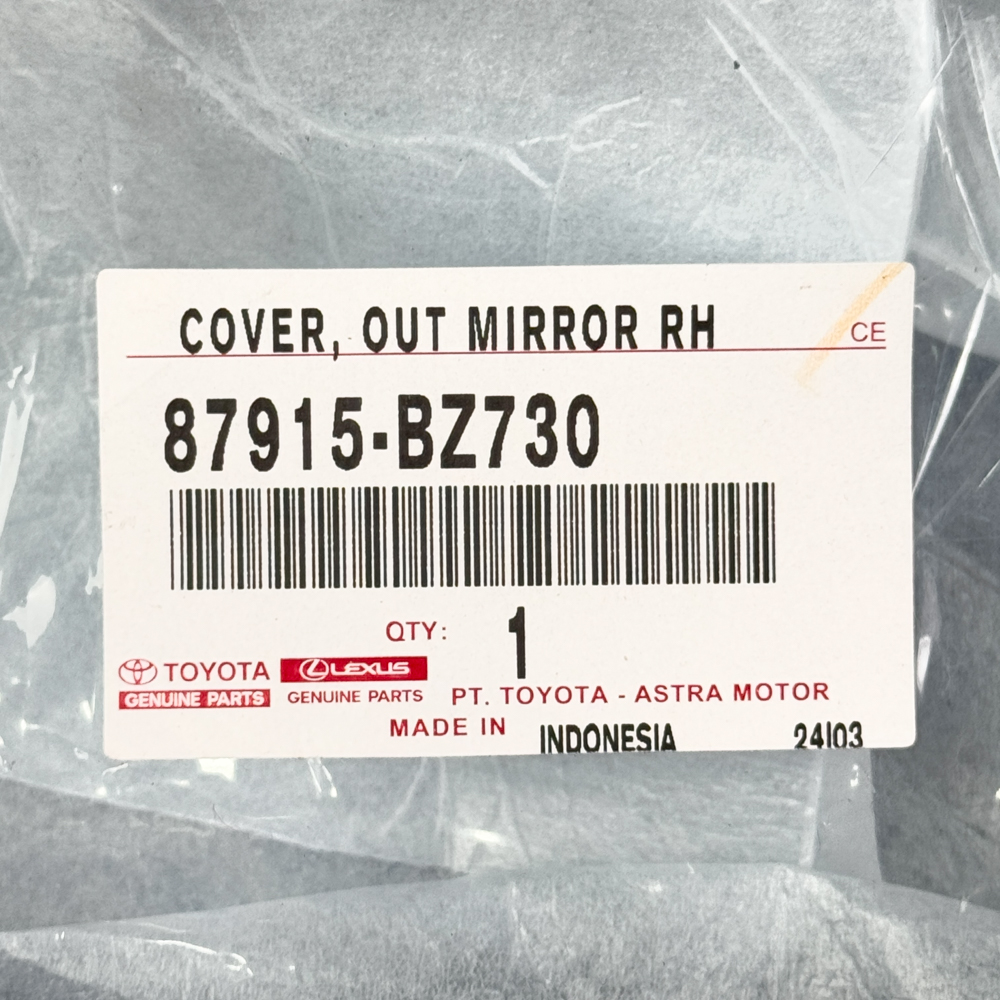 COVER, OUT MIRROR RH
CE
87915-BZ730
QTY: 1
TOYOTA LEXUS
GENUINE PARTS GENUINE PARTS PT. TOYOTA - ASTRA MOTOR
MADE IN INDONESIA 24I03